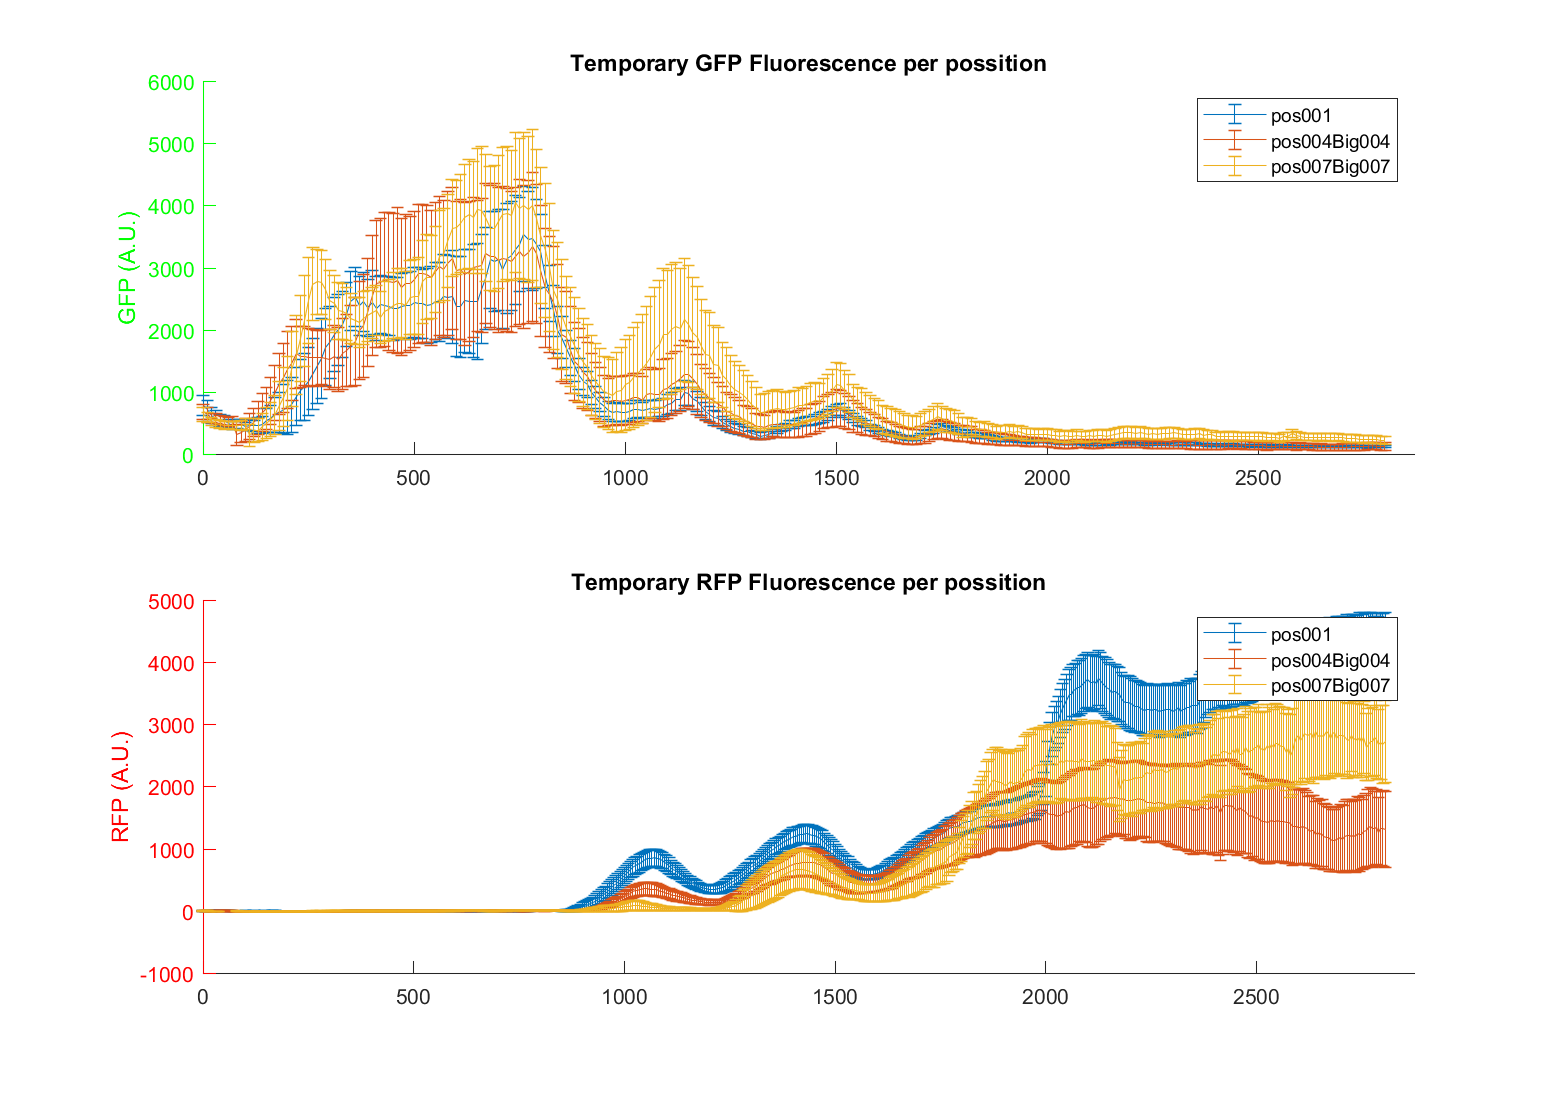 Temporary GFP Fluorescence per possition
GFP (A.U.)
6000
5000
4000
3000
2000
1000
0
0 500 1000 1500 2000 2500
pos001
pos004Big004
pos007Big007
Temporary RFP Fluorescence per possition
RFP (A.U.)
5000
4000
3000
2000
1000
0
-1000
0 500 1000 1500 2000 2500
pos001
pos004Big004
pos007Big007